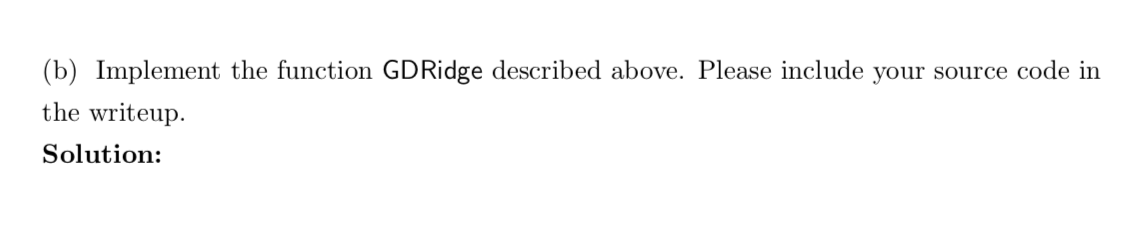 (b) Implement the function GDRidge described above. Please include your source code in
the writeup.
Solution: